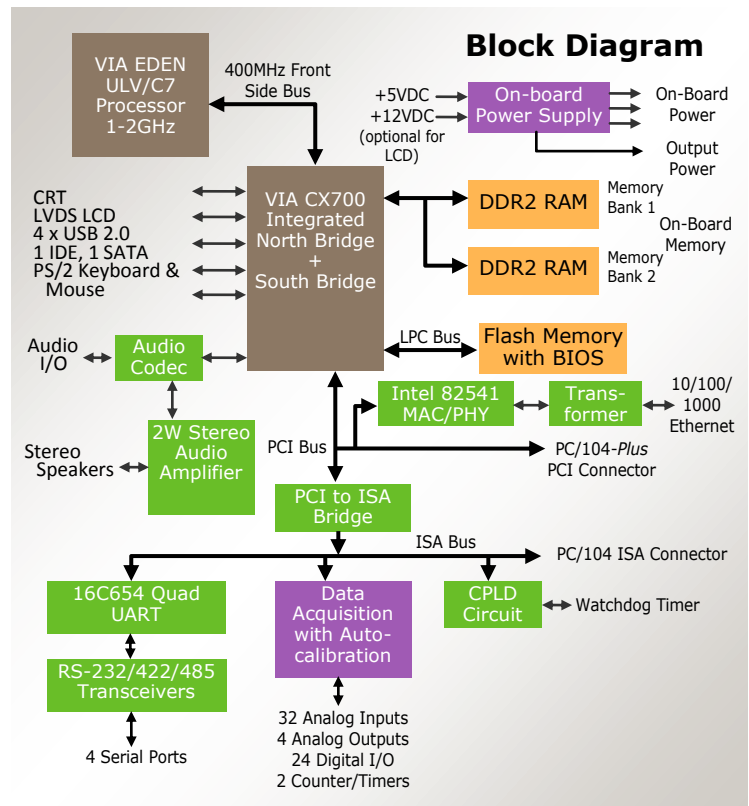 Block Diagram
VIA EDEN
ULV/C7
Processor
1-2GHz
400MHz Front
Side Bus
+5VDC
+12VDC
(optional for
LCD)
On-board
Power Supply
On-Board
Power
Output
Power
CRT
LVDS LCD
4 x USB 2.0
1 IDE, 1 SATA
PS/2 Keyboard &
Mouse
VIA CX700
Integrated
North Bridge
+
South Bridge
DDR2 RAM
Memory
Bank 1
On-Board
Memory
DDR2 RAM
Memory
Bank 2
LPC Bus
Flash Memory
with BIOS
Audio
I/O
Audio
Codec
2W Stereo
Audio
Amplifier
Stereo
Speakers
Intel 82541
MAC/PHY
Trans-
former
10/100/
1000
Ethernet
PCI Bus
PC/104-Plus
PCI Connector
PCI to ISA
Bridge
ISA Bus
PC/104 ISA Connector
16C654 Quad
UART
Data
Acquisition
with Auto-
calibration
CPLD
Circuit
Watchdog Timer
RS-232/422/485
Transceivers
4 Serial Ports
32 Analog Inputs
4 Analog Outputs
24 Digital I/O
2 Counter/Timers